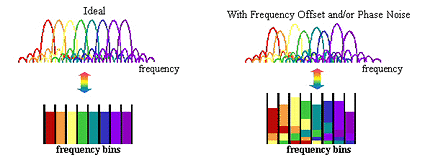 Ideal
With Frequency Offset and/or Phase Noise
frequency
frequency
frequency bins
frequency bins